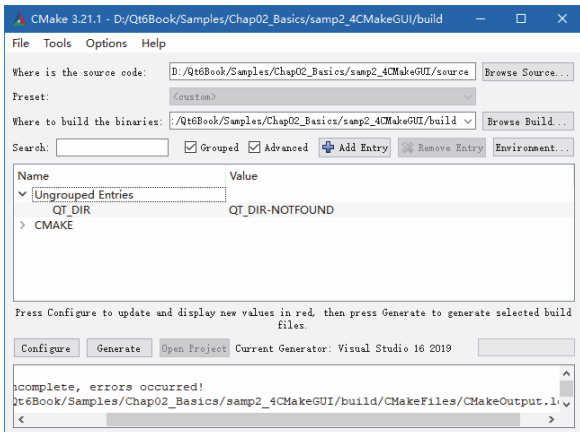 CMake 3.21.1 - D:/Qt6Book/Samples/Chap02_Basics/samp2_4CMakeGUI/build
File Tools Options Help
Where is the source code: D:/Qt6Book/Samples/Chap02_Basics/samp2_4CMakeGUI/source Browse Source...
Preset: <custom>
Where to build the binaries: :/Qt6Book/Samples/Chap02_Basics/samp2_4CMakeGUI/build Browse Build...
Search: Grouped Advanced Add Entry Remove Entry Environment...
Name Value
Ungrouped Entries
QT_DIR QT_DIR-NOTFOUND
CMAKE
Press Configure to update and display new values in red, then press Generate to generate selected build
files.
Configure Generate Open Project Current Generator: Visual Studio 16 2019
ncomplete, errors occurred!
Qt6Book/Samples/Chap02_Basics/samp2_4CMakeGUI/build/CMakeFiles/CMakeOutput.l